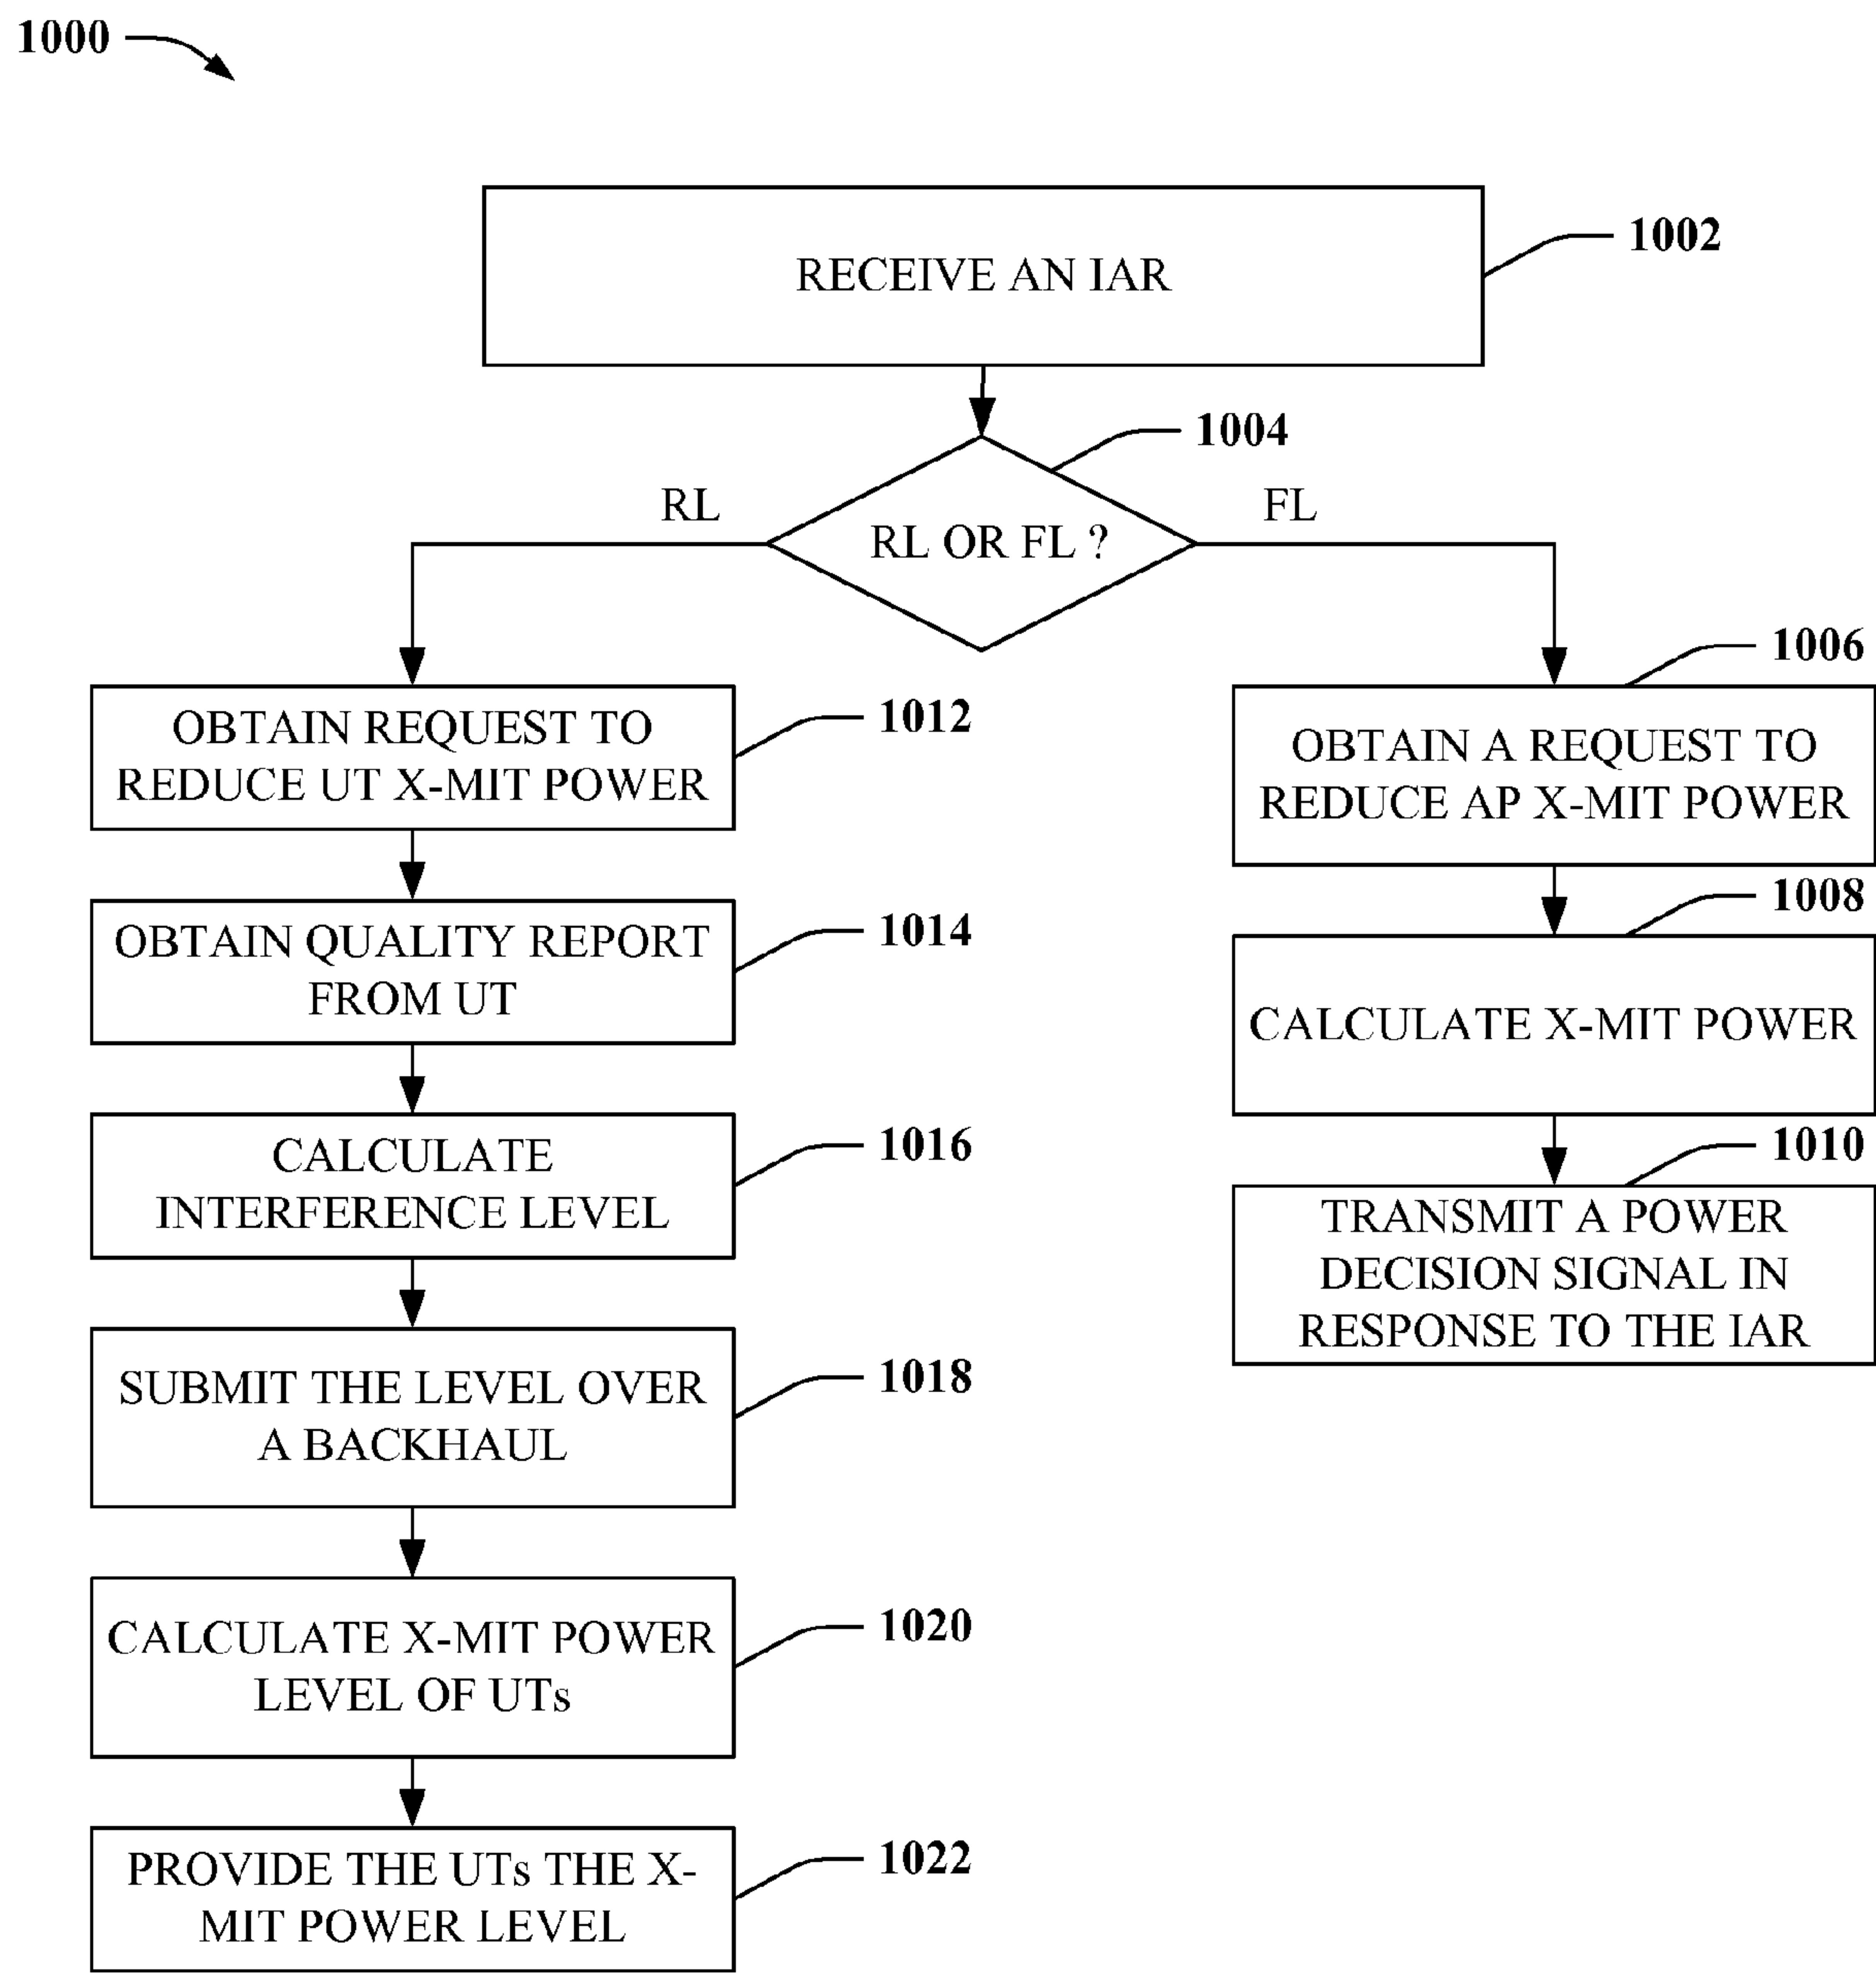 1000
RECEIVE AN IAR
1002
1004
RL OR FL ?
RL
FL
OBTAIN REQUEST TO
REDUCE UT X-MIT POWER
1012
OBTAIN QUALITY REPORT
FROM UT
1014
CALCULATE
INTERFERENCE LEVEL
1016
SUBMIT THE LEVEL OVER
A BACKHAUL
1018
CALCULATE X-MIT POWER
LEVEL OF UTs
1020
PROVIDE THE UTs THE X-
MIT POWER LEVEL
1022
1006
OBTAIN A REQUEST TO
REDUCE AP X-MIT POWER
1008
CALCULATE X-MIT POWER
1010
TRANSMIT A POWER
DECISION SIGNAL IN
RESPONSE TO THE IAR